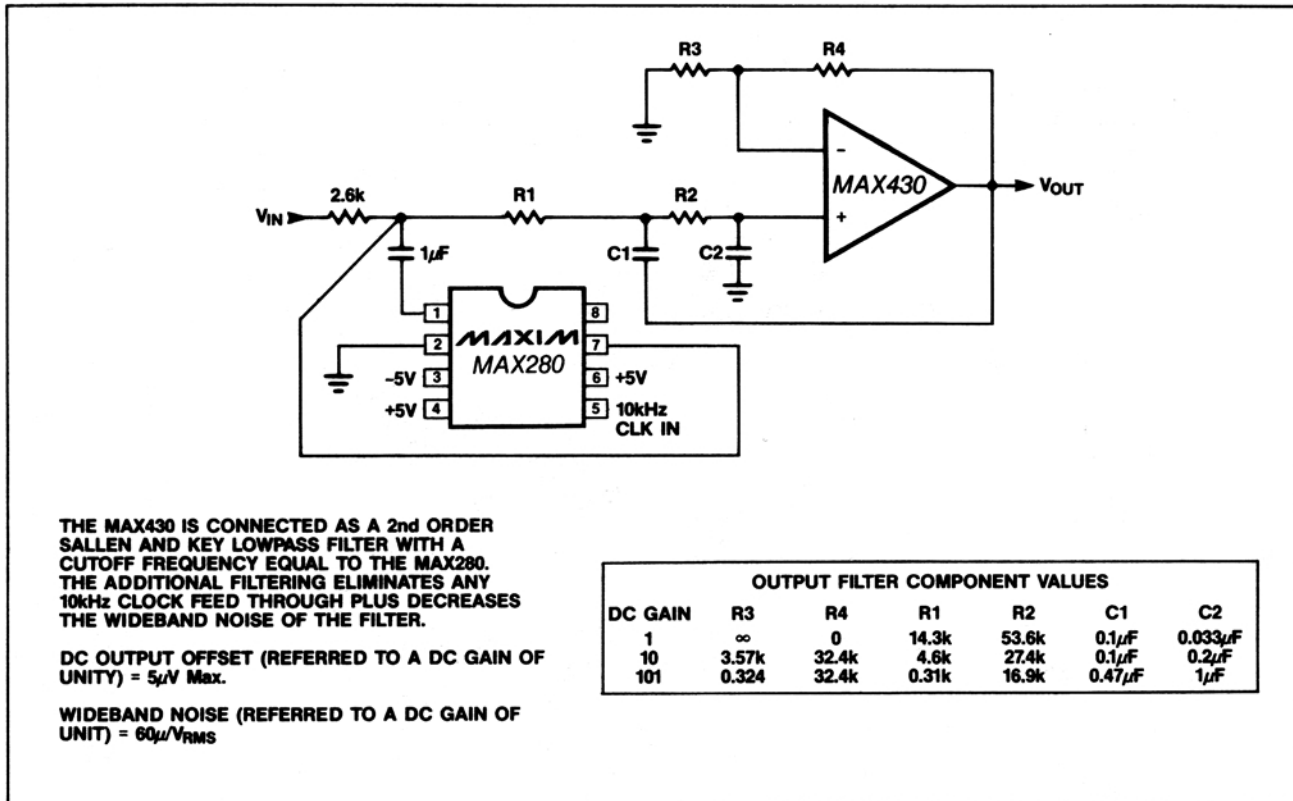 R3 R4
MAX430
−
+
VOUT
VIN
2.6k
R1
R2
1µF
C1
C2
1
2
3
4
8
7
6
5
MAXIM
MAX280
−5V
+5V
+5V
10kHz
CLK IN
THE MAX430 IS CONNECTED AS A 2nd ORDER
SALLEN AND KEY LOWPASS FILTER WITH A
CUTOFF FREQUENCY EQUAL TO THE MAX280.
THE ADDITIONAL FILTERING ELIMINATES ANY
10kHz CLOCK FEED THROUGH PLUS DECREASES
THE WIDEBAND NOISE OF THE FILTER.
DC OUTPUT OFFSET (REFERRED TO A DC GAIN OF
UNITY) = 5µV Max.
WIDEBAND NOISE (REFERRED TO A DC GAIN OF
UNIT) = 60µ/VRMS
OUTPUT FILTER COMPONENT VALUES
DC GAIN R3 R4 R1 R2 C1 C2
1 ∞ 0 14.3k 53.6k 0.1µF 0.033µF
10 3.57k 32.4k 4.6k 27.4k 0.1µF 0.2µF
101 0.324 32.4k 0.31k 16.9k 0.47µF 1µF